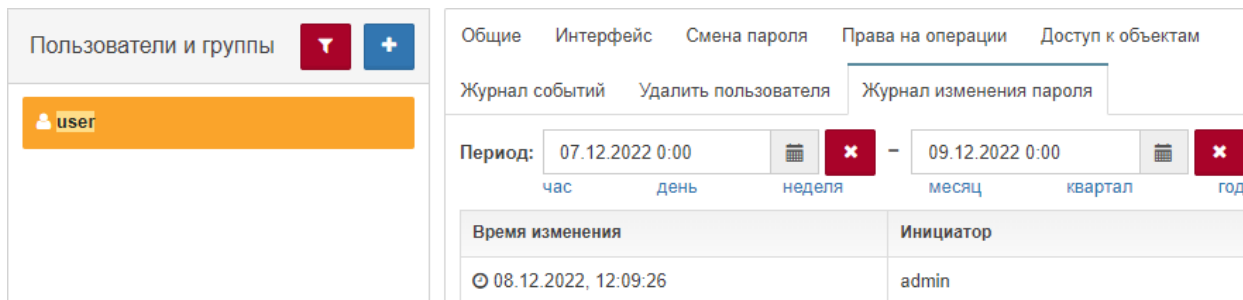 Пользователи и группы
user
Общие Интерфейс Смена пароля Права на операции Доступ к объектам
Журнал событий Удалить пользователя Журнал изменения пароля
Период: 07.12.2022 0:00 – 09.12.2022 0:00
час день неделя месяц квартал год
Время изменения Инициатор
08.12.2022, 12:09:26 admin